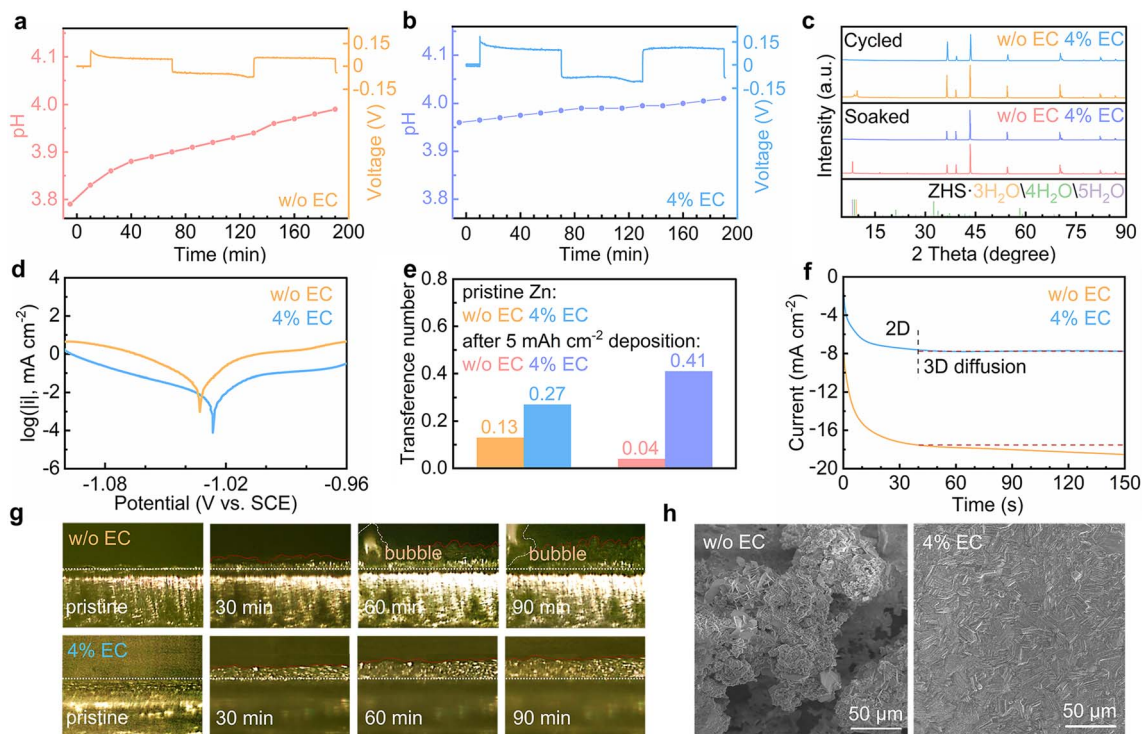 a
4.1
4.0
3.9
3.8
pH
0.15
0.00
-0.15
Voltage (V)
w/o EC
0 40 80 120 160 200
Time (min)
b
4.1
4.0
3.9
3.8
pH
0.15
0.00
-0.15
Voltage (V)
4% EC
0 40 80 120 160 200
Time (min)
c
Cycled w/o EC 4% EC
Soaked w/o EC 4% EC
ZHS·3H₂O\4H₂O\5H₂O
Intensity (a.u.)
15 30 45 60 75 90
2 Theta (degree)
d
w/o EC
4% EC
6
4
2
0
-2
-4
-6
log(|i|, mA cm⁻²)
-1.08 -1.02 -0.96
Potential (V vs. SCE)
e
0.8
0.6
0.4
0.2
0.0
Transference number
pristine Zn:
w/o EC 4% EC
after 5 mAh cm⁻² deposition:
w/o EC 4% EC
0.13
0.27
0.04
0.41
f
0
-4
-8
-12
-16
-20
Current (mA cm⁻²)
w/o EC
4% EC
2D
3D diffusion
0 30 60 90 120 150
Time (s)
g
w/o EC
pristine
30 min
bubble
60 min
bubble
90 min
4% EC
pristine
30 min
60 min
90 min
h
w/o EC
50 µm
4% EC
50 µm